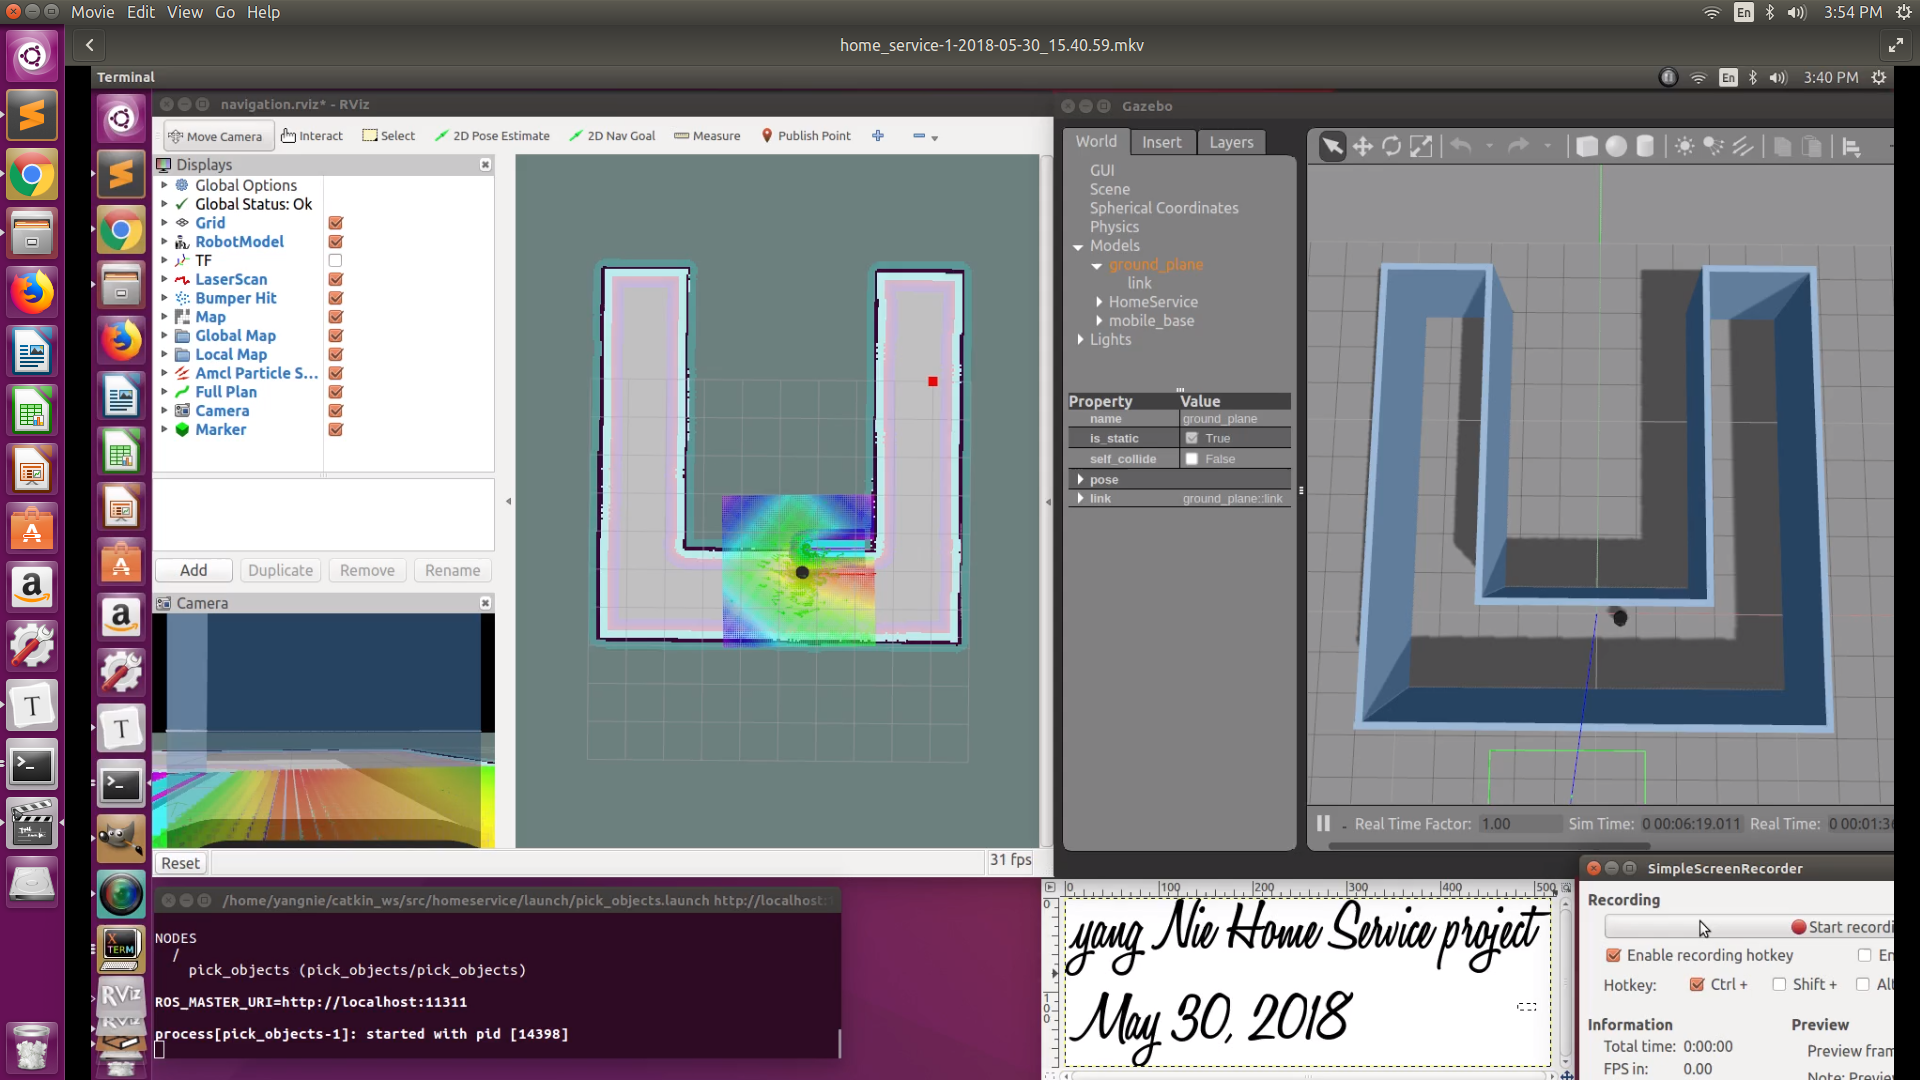 Movie Edit View Go Help
En 3:54 PM
home_service-1-2018-05-30_15.40.59.mkv
Terminal
En 3:40 PM
navigation.rviz* - RViz
Move Camera Interact Select 2D Pose Estimate 2D Nav Goal Measure Publish Point
Displays
Global Options
Global Status: Ok
Grid
RobotModel
TF
LaserScan
Bumper Hit
Map
Global Map
Local Map
Amcl Particle S...
Full Plan
Camera
Marker
Add Duplicate Remove Rename
Camera
Reset
31 fps
Gazebo
World Insert Layers
GUI
Scene
Spherical Coordinates
Physics
Models
ground_plane
link
HomeService
mobile_base
Lights
Property Value
name ground_plane
is_static True
self_collide False
pose
link ground_plane::link
Real Time Factor: 1.00 Sim Time: 0 00:06:19.011 Real Time: 0 00:01:3
/home/yangnie/catkin_ws/src/homeservice/launch/pick_objects.launch http://localhost:
NODES
/
pick_objects (pick_objects/pick_objects)
ROS_MASTER_URI=http://localhost:11311
process[pick_objects-1]: started with pid [14398]
0 100 200 300 400 500
yang Nie Home Service project
May 30, 2018
SimpleScreenRecorder
Recording
Start recordi
Enable recording hotkey En
Hotkey: Ctrl + Shift + Alt
Information Preview
Total time: 0:00:00 Preview fram
FPS in: 0.00 Note: Preview